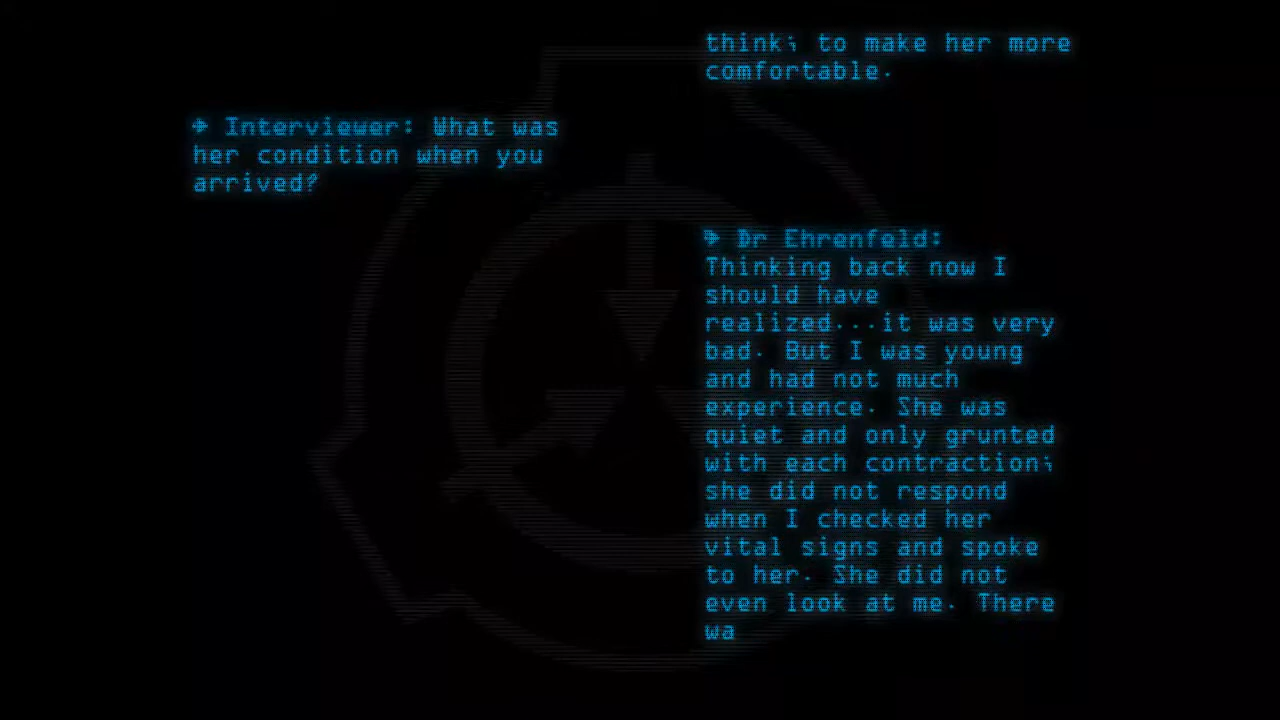 think; to make her more
comfortable.
→ Interviewer: What was
her condition when you
arrived?
➤ Dr Ehrenfeld:
Thinking back now I
should have
realized...it was very
bad. But I was young
and had not much
experience. She was
quiet and only grunted
with each contraction;
she did not respond
when I checked her
vital signs and spoke
to her. She did not
even look at me. There
wa